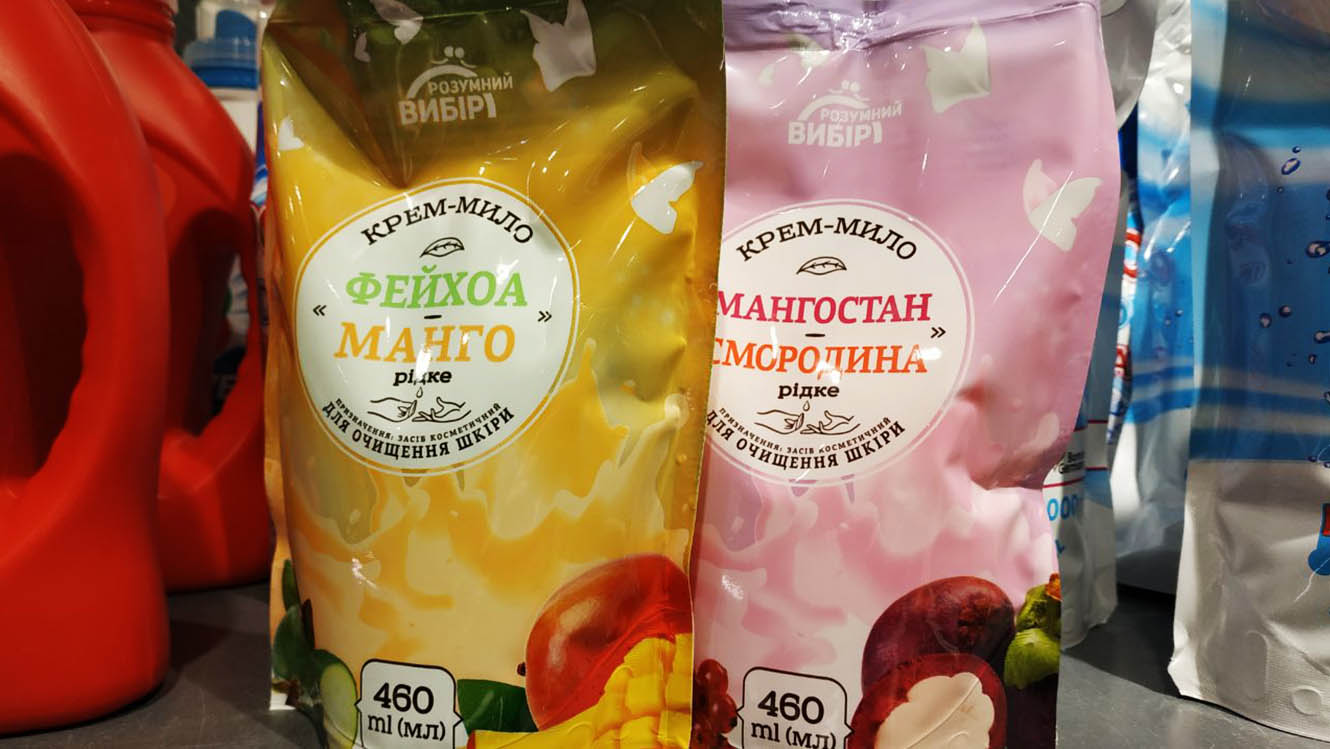 РОЗУМНИЙ
ВИБІР
КРЕМ-МИЛО
«ФЕЙХОА
-
МАНГО»
рідке
ПРИЗНАЧЕННЯ: ЗАСІБ КОСМЕТИЧНИЙ
ДЛЯ ОЧИЩЕННЯ ШКІРИ
460
ml (мл)
РОЗУМНИЙ
ВИБІР
КРЕМ-МИЛО
МАНГОСТАН
-
СМОРОДИНА»
рідке
ПРИЗНАЧЕННЯ: ЗАСІБ КОСМЕТИЧНИЙ
ДЛЯ ОЧИЩЕННЯ ШКІРИ
460
ml (мл)